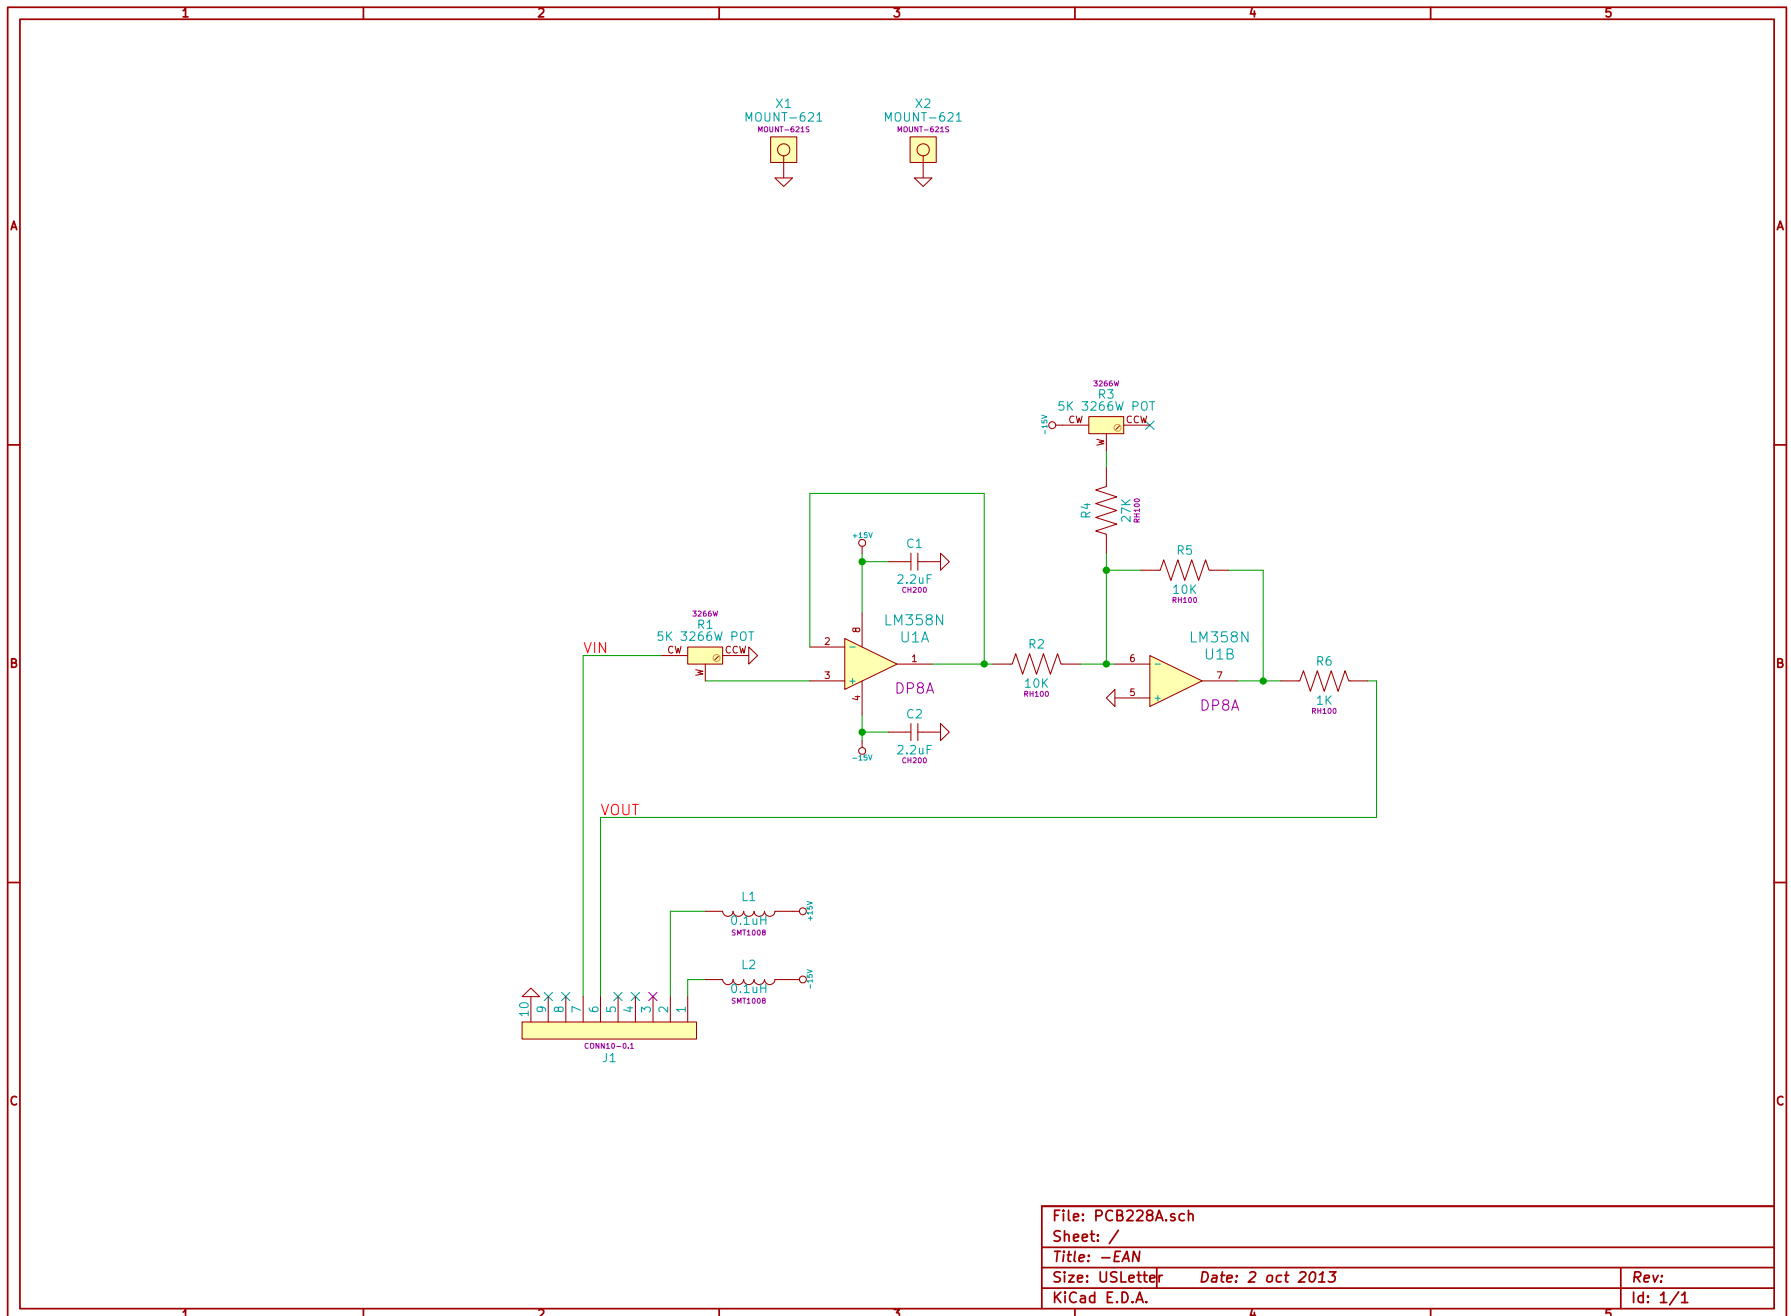 1 2 3 4 5
X1
MOUNT-621
MOUNT-621S
X2
MOUNT-621
MOUNT-621S
A A
3266W
R3
5K 3266W POT
-15V
CW CCW
W
R4
27K
RH100
+15V
C1
2.2uF
CH200
R5
10K
RH100
3266W
R1
5K 3266W POT
VIN
CW CCW
W
8
LM358N
U1A
2 -
1
3 +
4
DP8A
R2
10K
RH100
LM358N
U1B
6 -
7
5 +
DP8A
R6
1K
RH100
B B
C2
2.2uF
CH200
-15V
VOUT
L1
0.1uH
SMT1008
+15V
L2
0.1uH
SMT1008
-15V
10 9 8 7 6 5 4 3 2 1
CONN10-0.1
J1
C C
File: PCB228A.sch
Sheet: /
Title: -EAN
Size: USLetter Date: 2 oct 2013 Rev:
KiCad E.D.A. Id: 1/1
1 2 3 4 5